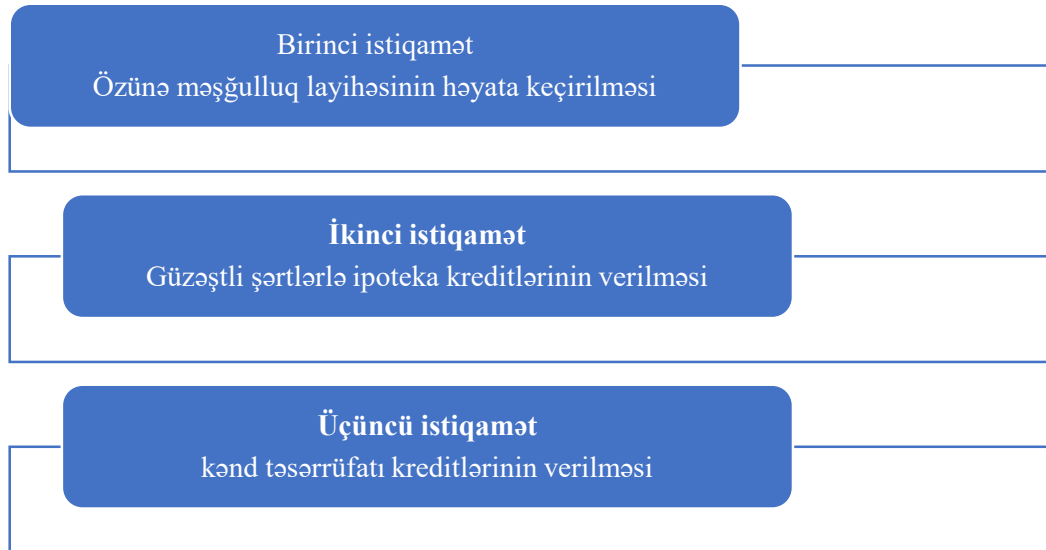 Birinci istiqamət
Özünə məşğulluq layihəsinin həyata keçirilməsi
İkinci istiqamət
Güzəştli şərtlərlə ipoteka kreditlərinin verilməsi
Üçüncü istiqamət
kənd təsərrüfatı kreditlərinin verilməsi